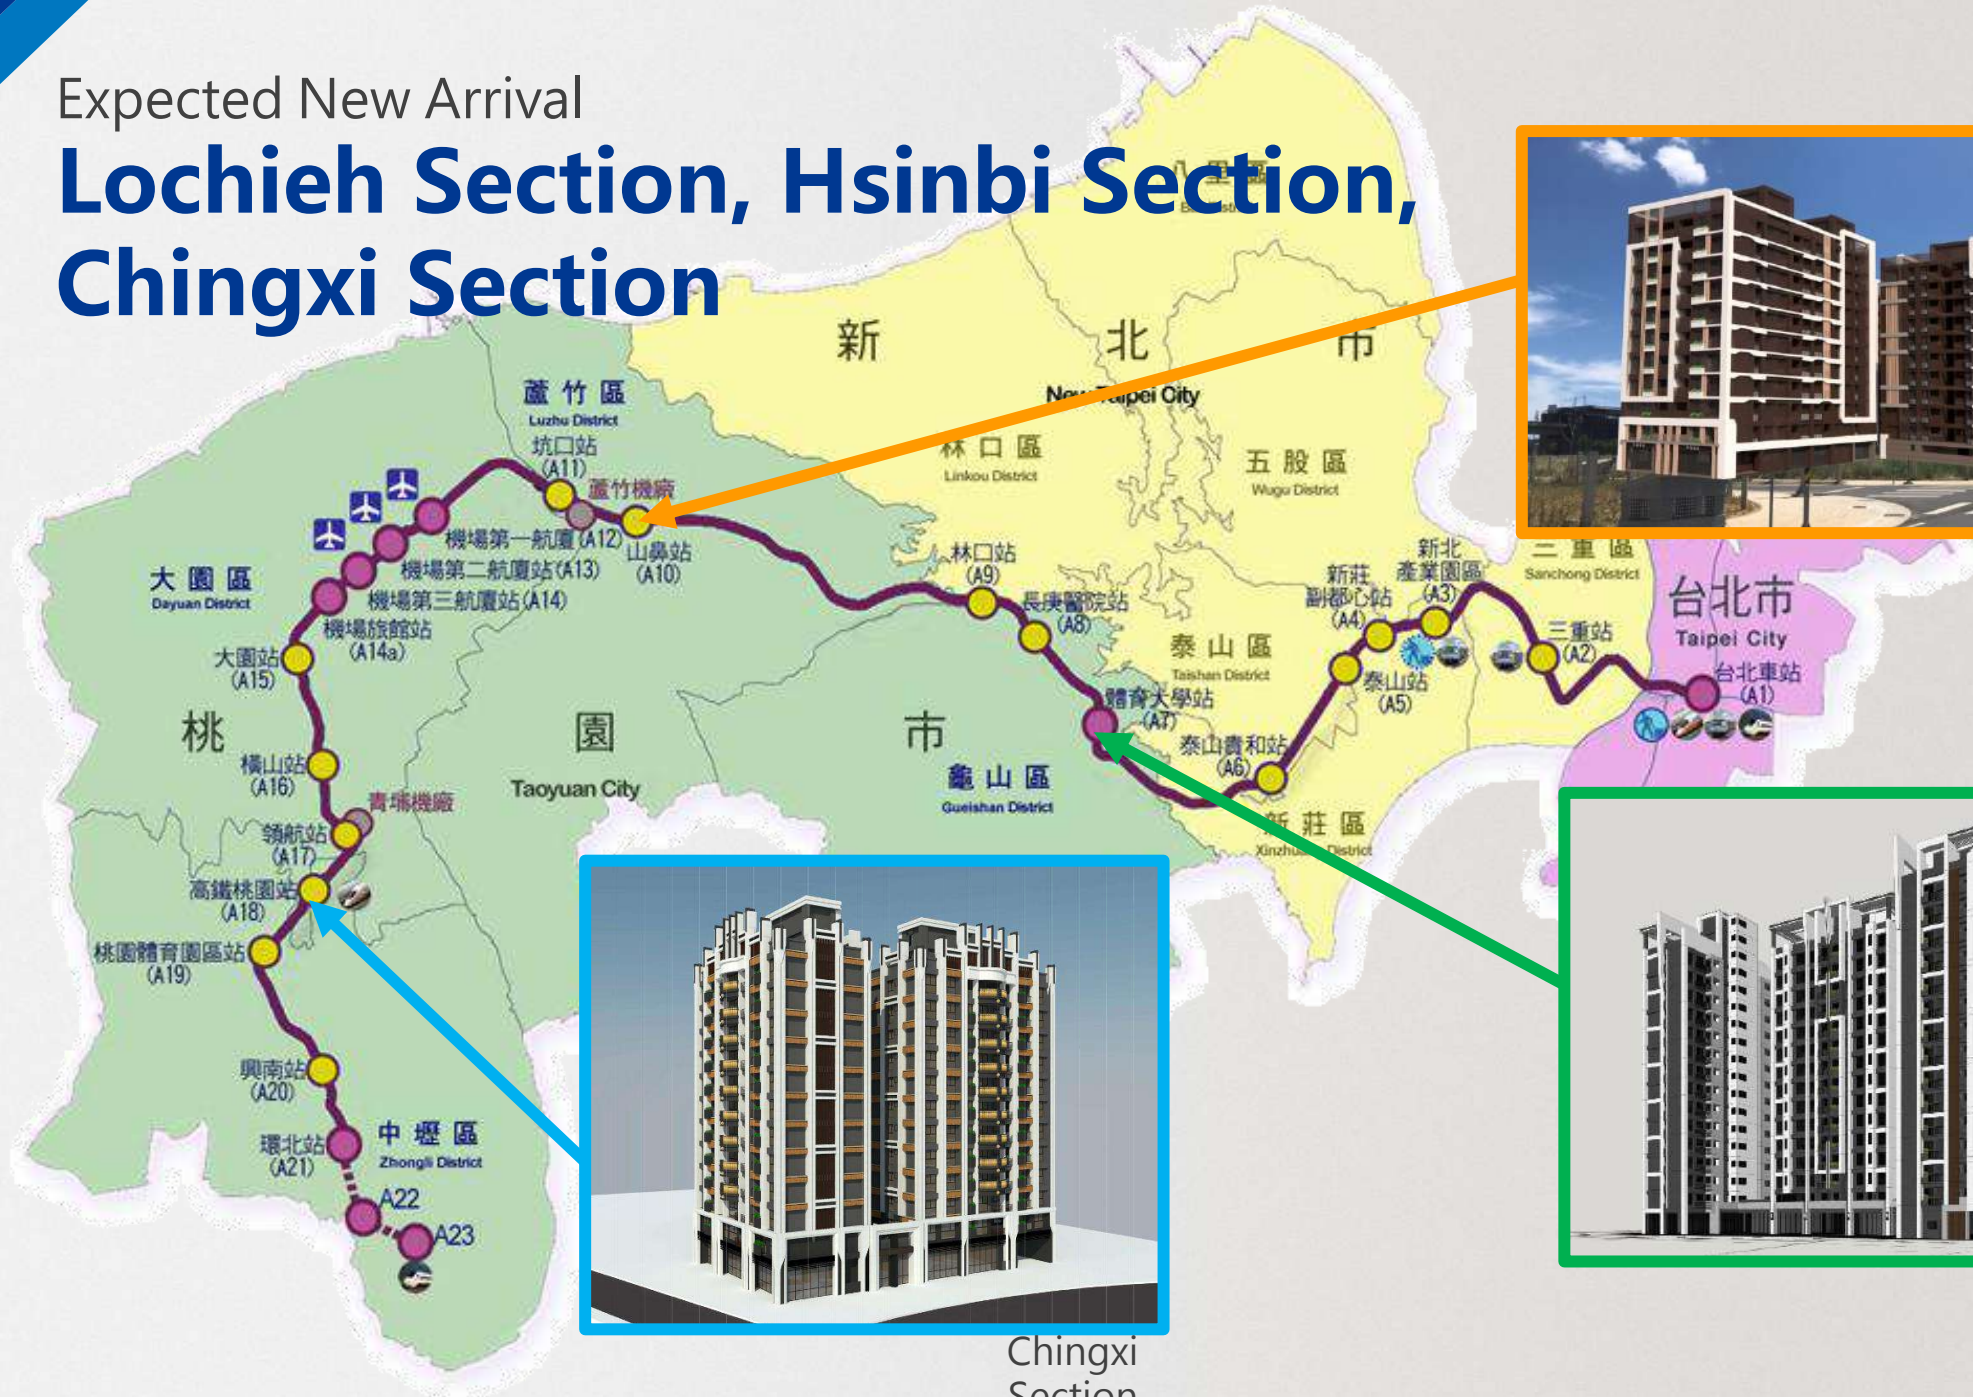 Expected New Arrival
Lochieh Section, Hsinbi Section,
Chingxi Section
八里區
新 北 市
New Taipei City
蘆竹區
Luzhu District
坑口站
(A11)
蘆竹機廠
林口區
Linkou District
五股區
Wugu District
機場第一航廈(A12)
山鼻站
(A10)
機場第二航廈站(A13)
機場第三航廈站(A14)
機場旅館站
(A14a)
大園區
Dayuan District
大園站
(A15)
林口站
(A9)
長庚醫院站
(A8)
新莊
副都心站
(A4)
新北
產業園區
(A3)
三重區
Sanchong District
三重站
(A2)
台北市
Taipei City
台北車站
(A1)
泰山區
Taishan District
泰山站
(A5)
體育大學站
(A7)
泰山貴和站
(A6)
桃 園 市
Taoyuan City
龜山區
Gueishan District
新莊區
Xinzhuang District
橫山站
(A16)
青埔機廠
領航站
(A17)
高鐵桃園站
(A18)
桃園體育園區站
(A19)
興南站
(A20)
環北站
(A21)
中壢區
Zhongli District
A22
A23
Chingxi
Section